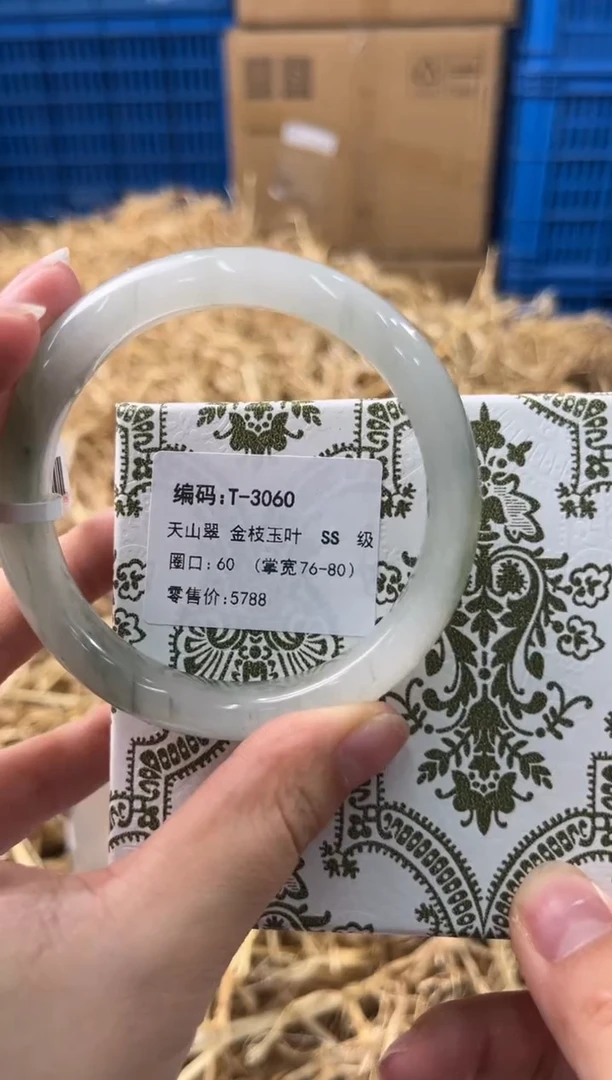 编码:T-3060
天山翠 金枝玉叶 SS 级
圈口:60 (掌宽76-80)
零售价:5788